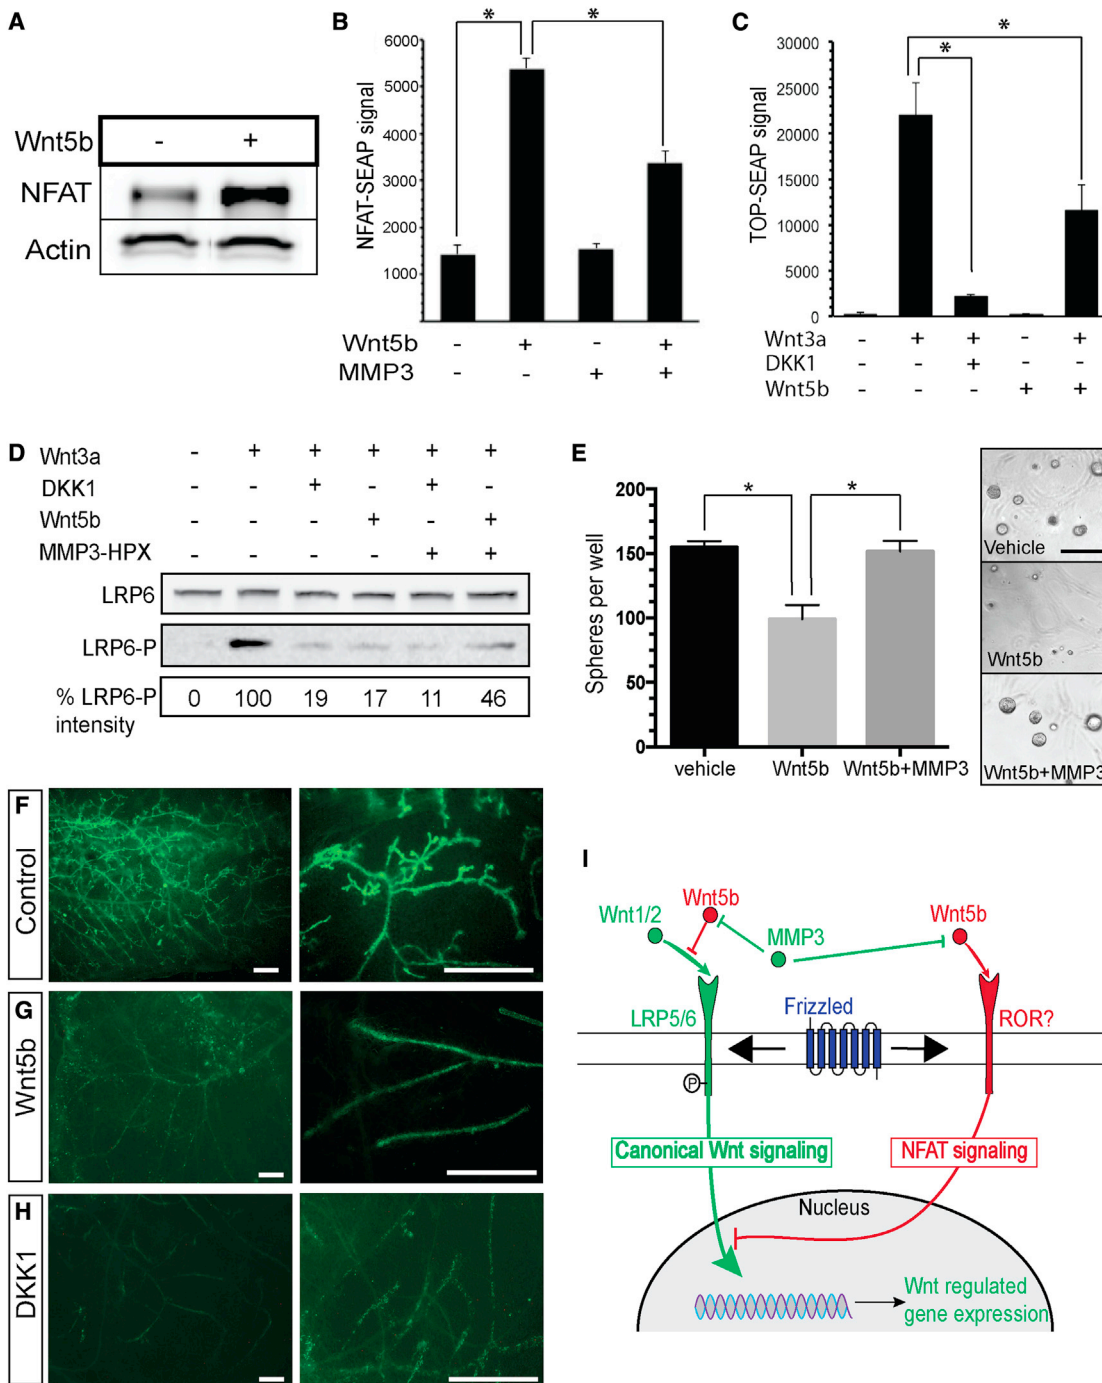 A
Wnt5b - +
NFAT
Actin
B
NFAT-SEAP signal
6000
5000
4000
3000
2000
1000
* *
Wnt5b - + - +
MMP3 - - + +
C
TOP-SEAP signal
30000
25000
20000
15000
10000
5000
0
*
*
Wnt3a - + + - +
DKK1 - - + - -
Wnt5b - - - + +
D
Wnt3a - + + + + +
DKK1 - - + - + -
Wnt5b - - - + - +
MMP3-HPX - - - - + +
LRP6
LRP6-P
% LRP6-P intensity 0 100 19 17 11 46
E
Spheres per well
200
150
100
50
0
* *
vehicle Wnt5b Wnt5b+MMP3
Vehicle
Wnt5b
Wnt5b+MMP3
F
Control
G
Wnt5b
H
DKK1
I
Wnt1/2
Wnt5b
MMP3
Wnt5b
LRP5/6
Frizzled
ROR?
P
Canonical Wnt signaling
NFAT signaling
Nucleus
Wnt regulated
gene expression